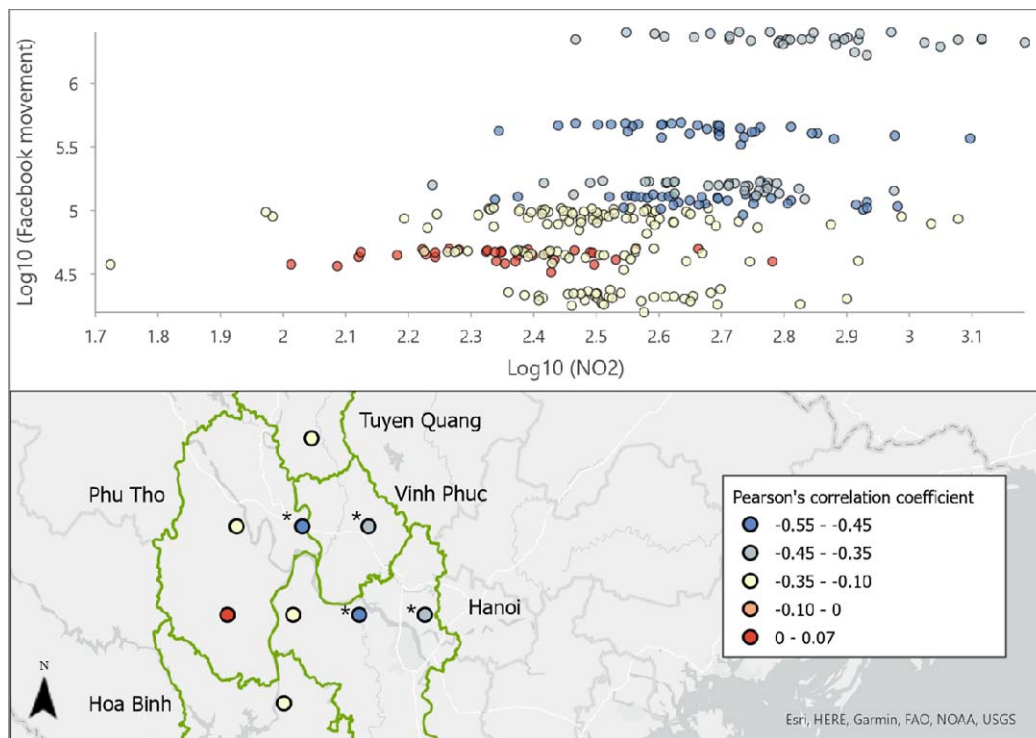 Log10 (Facebook movement)
6
5.5
5
4.5
1.7 1.8 1.9 2 2.1 2.2 2.3 2.4 2.5 2.6 2.7 2.8 2.9 3 3.1
Log10 (NO2)
Tuyen Quang
Phu Tho
Vinh Phuc
* *
* *
Hanoi
Hoa Binh
N
Pearson's correlation coefficient
-0.55 - -0.45
-0.45 - -0.35
-0.35 - -0.10
-0.10 - 0
0 - 0.07
Esri, HERE, Garmin, FAO, NOAA, USGS